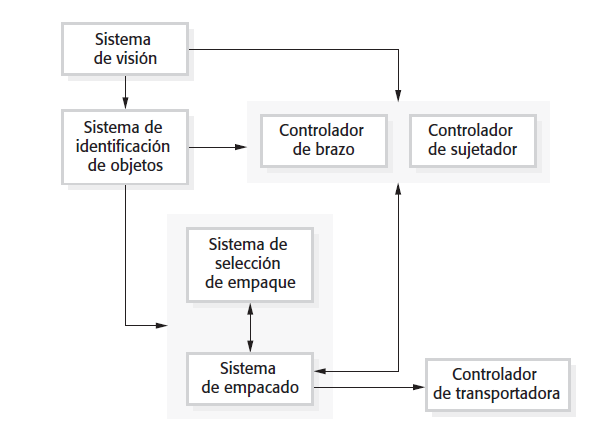 Sistema
de visión
Sistema de
identificación
de objetos
Controlador
de brazo
Controlador
de sujetador
Sistema de
selección
de empaque
Sistema
de empacado
Controlador
de transportadora